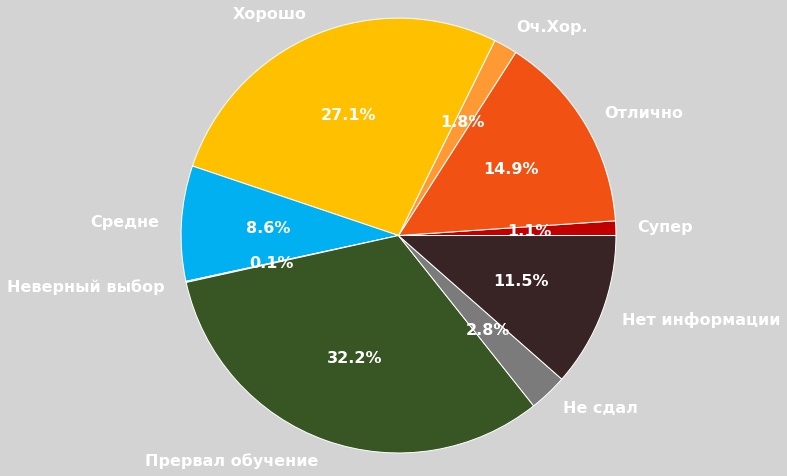 Хорошо
Оч.Хор.
27.1%
1.8%
Отлично
14.9%
Средне
8.6%
1.1%
Супер
0.1%
Неверный выбор
11.5%
Нет информации
2.8%
32.2%
Не сдал
Прервал обучение